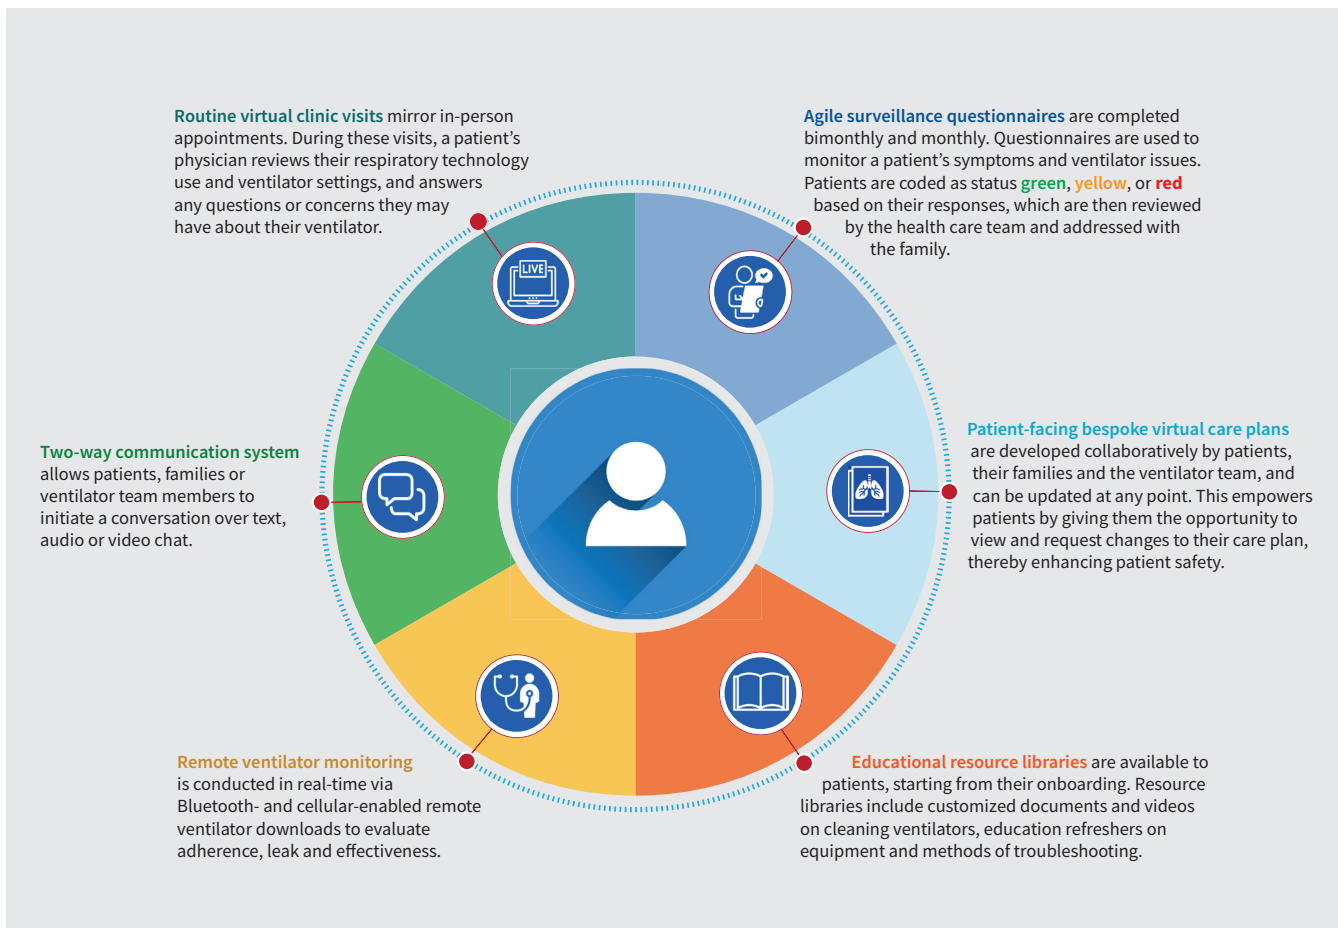 Routine virtual clinic visits mirror in-person
appointments. During these visits, a patient's
physician reviews their respiratory technology
use and ventilator settings, and answers
any questions or concerns they may
have about their ventilator.
Agile surveillance questionnaires are completed
bimonthly and monthly. Questionnaires are used to
monitor a patient's symptoms and ventilator issues.
Patients are coded as status green, yellow, or red
based on their responses, which are then reviewed
by the health care team and addressed with
the family.
LIVE
Two-way communication system
allows patients, families or
ventilator team members to
initiate a conversation over text,
audio or video chat.
Patient-facing bespoke virtual care plans
are developed collaboratively by patients,
their families and the ventilator team, and
can be updated at any point. This empowers
patients by giving them the opportunity to
view and request changes to their care plan,
thereby enhancing patient safety.
Remote ventilator monitoring
is conducted in real-time via
Bluetooth- and cellular-enabled remote
ventilator downloads to evaluate
adherence, leak and effectiveness.
Educational resource libraries are available to
patients, starting from their onboarding. Resource
libraries include customized documents and videos
on cleaning ventilators, education refreshers on
equipment and methods of troubleshooting.